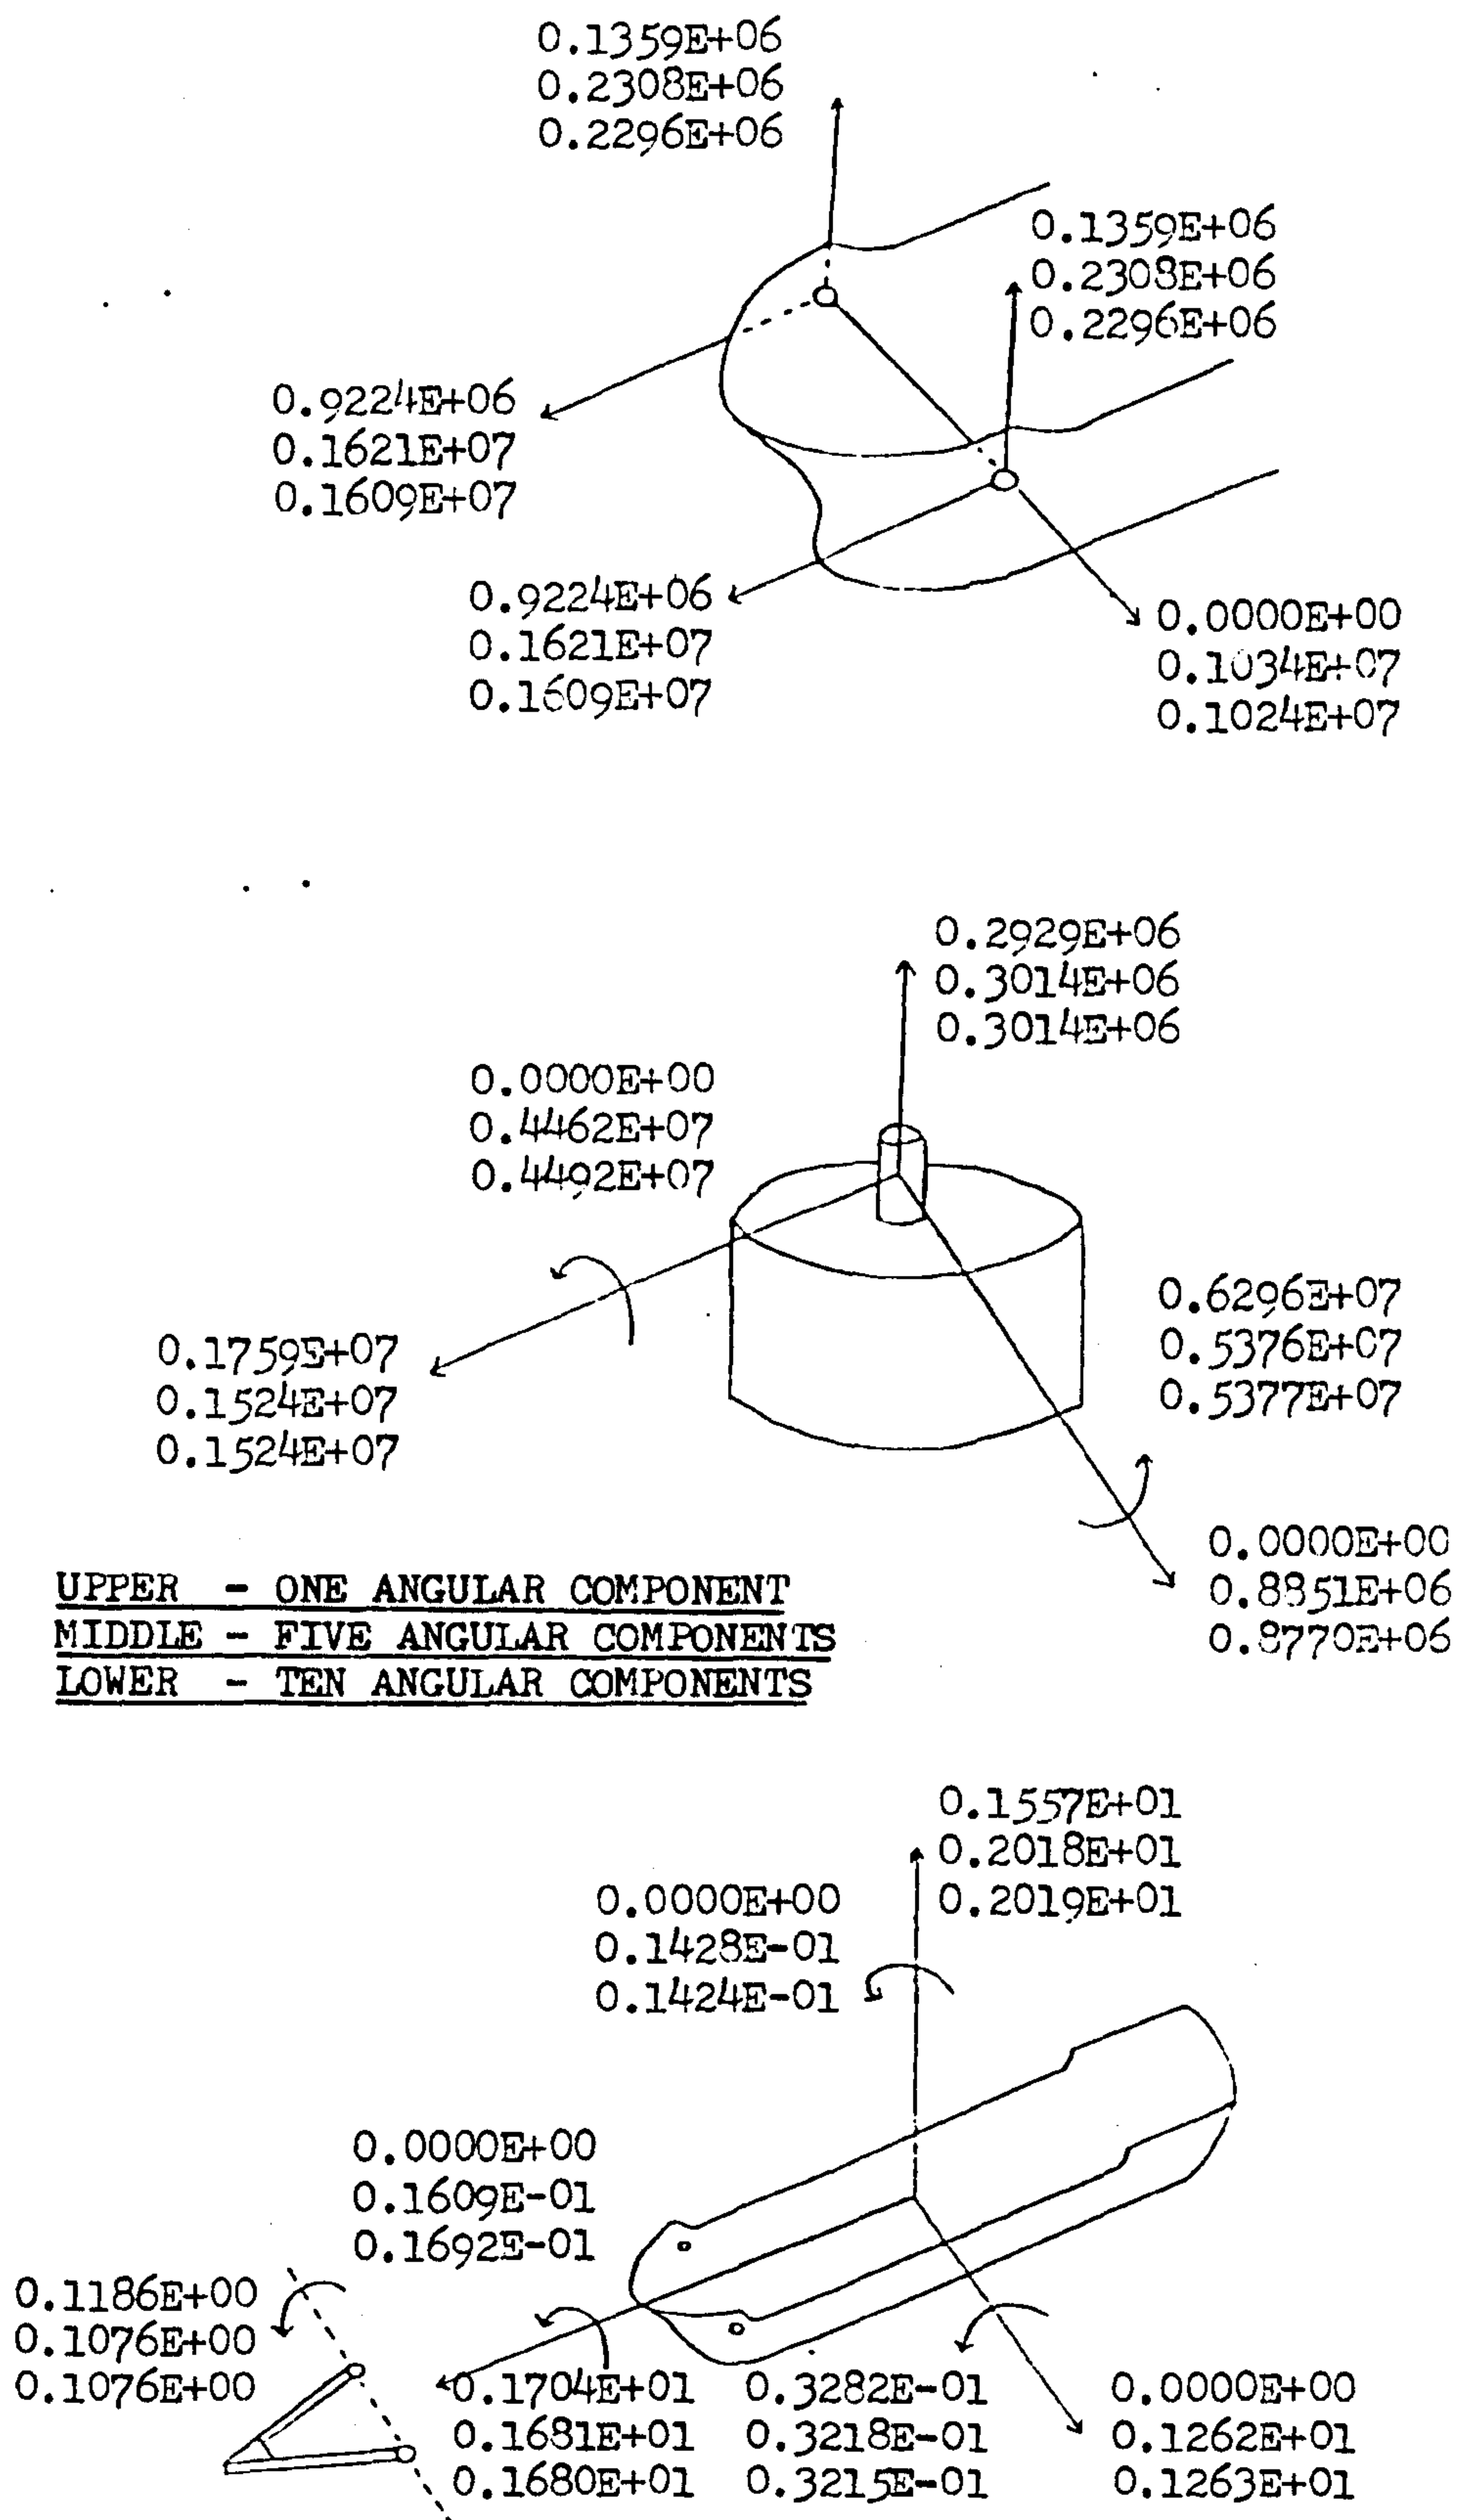 0.1359E+06
0.2308E+06
0.2296E+06
0.1359E+06
0.2308E+06
0.2296E+06
0.9224E+06
0.1621E+07
0.1609E+07
0.9224E+06
0.1621E+07
0.1609E+07
0.0000E+00
0.1034E+07
0.1024E+07
0.2929E+06
0.3014E+06
0.3014E+06
0.0000E+00
0.4462E+07
0.4492E+07
0.6296E+07
0.5376E+07
0.5377E+07
0.1759E+07
0.1524E+07
0.1524E+07
0.0000E+00
0.8851E+06
0.8770E+06
UPPER - ONE ANGULAR COMPONENT
MIDDLE - FIVE ANGULAR COMPONENTS
LOWER - TEN ANGULAR COMPONENTS
0.1557E+01
0.2018E+01
0.2019E+01
0.0000E+00
0.1428E-01
0.1424E-01
0.0000E+00
0.1609E-01
0.1692E-01
0.1186E+00
0.1076E+00
0.1076E+00
0.1704E+01
0.1681E+01
0.1680E+01
0.3282E-01
0.3218E-01
0.3215E-01
0.0000E+00
0.1262E+01
0.1263E+01